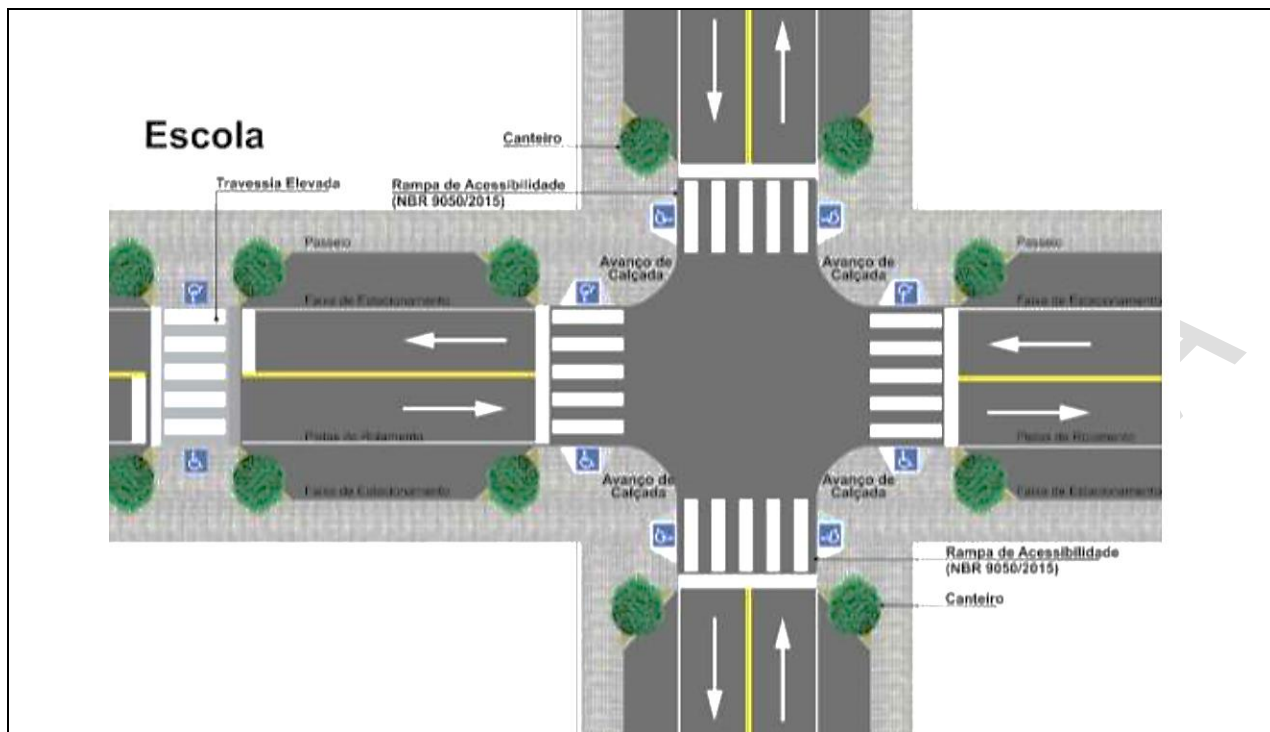 Escola
Canteiro
Travessia Elevada
Rampa de Acessibilidade
(NBR 9050/2015)
Passeio
Passeio
Avanço de
Calçada
Avanço de
Calçada
Faixa de Estacionamento
Faixa de Estacionamento
Pistas de Rolamento
Pistas de Rolamento
Avanço de
Calçada
Avanço de
Calçada
Faixa de Estacionamento
Faixa de Estacionamento
Rampa de Acessibilidade
(NBR 9050/2015)
Canteiro